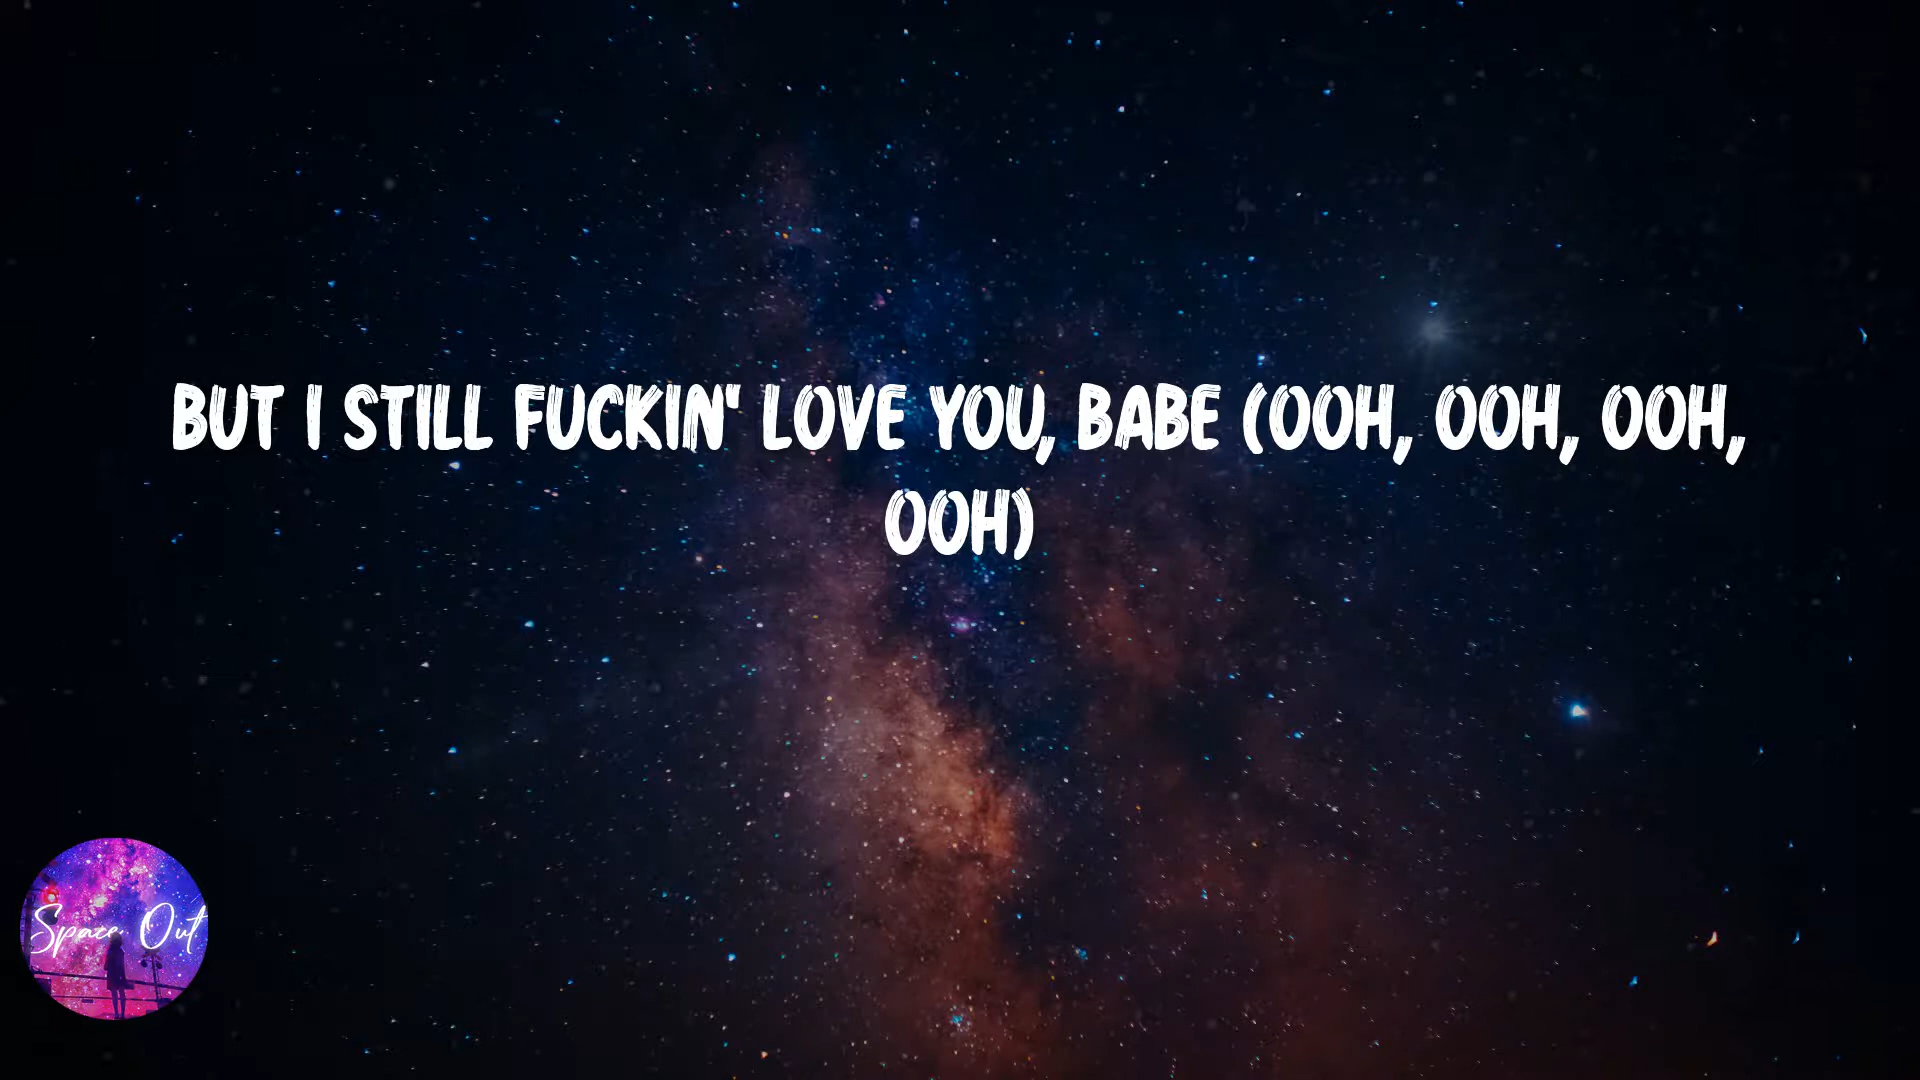 BUT I STILL FUCKIN' LOVE YOU, BABE (OOH, OOH, OOH,
OOH)
Space Out